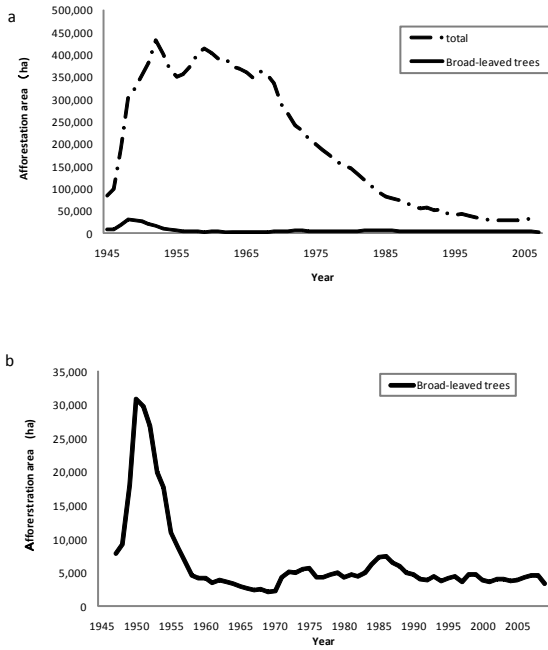 a
500,000
450,000
400,000
350,000
300,000
250,000
200,000
150,000
100,000
50,000
0
Afforestation area (ha)
total
Broad-leaved trees
1945 1955 1965 1975 1985 1995 2005
Year
b
35,000
30,000
25,000
20,000
15,000
10,000
5,000
0
Afforerstration area (ha)
Broad-leaved trees
1945 1950 1955 1960 1965 1970 1975 1980 1985 1990 1995 2000 2005
Year